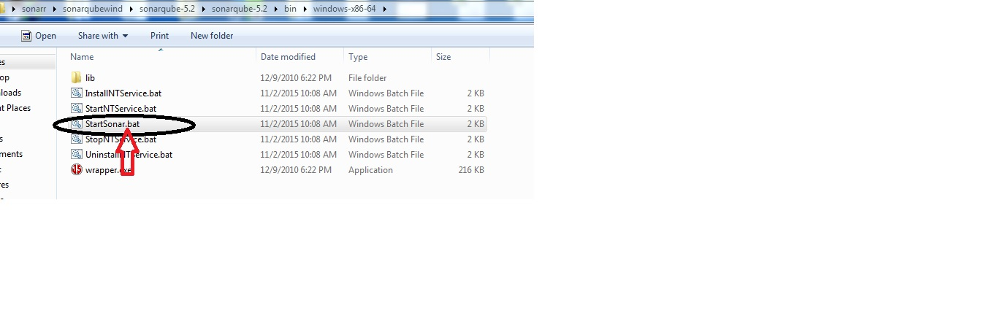 sonarr sonarqubewind sonarqube-5.2 sonarqube-5.2 bin windows-x86-64
Open Share with Print New folder
Name Date modified Type Size
es
lib 12/9/2010 6:22 PM File folder
op
InstallNTService.bat 11/2/2015 10:08 AM Windows Batch File 2 KB
loads
StartNTService.bat 11/2/2015 10:08 AM Windows Batch File 2 KB
t Places
StartSonar.bat 11/2/2015 10:08 AM Windows Batch File 2 KB
s
StopNTService.bat 11/2/2015 10:08 AM Windows Batch File 2 KB
ments
UninstallNTService.bat 11/2/2015 10:08 AM Windows Batch File 2 KB
wrapper.exe 12/9/2010 6:22 PM Application 216 KB
res